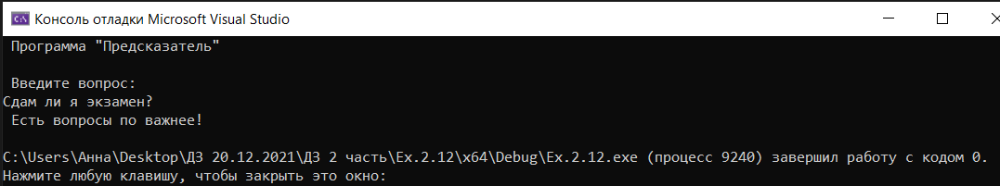 Консоль отладки Microsoft Visual Studio
Программа "Предсказатель"
Введите вопрос:
Сдам ли я экзамен?
Есть вопросы по важнее!
C:\Users\Анна\Desktop\ДЗ 20.12.2021\ДЗ 2 часть\Ex.2.12\x64\Debug\Ex.2.12.exe (процесс 9240) завершил работу с кодом 0.
Нажмите любую клавишу, чтобы закрыть это окно: